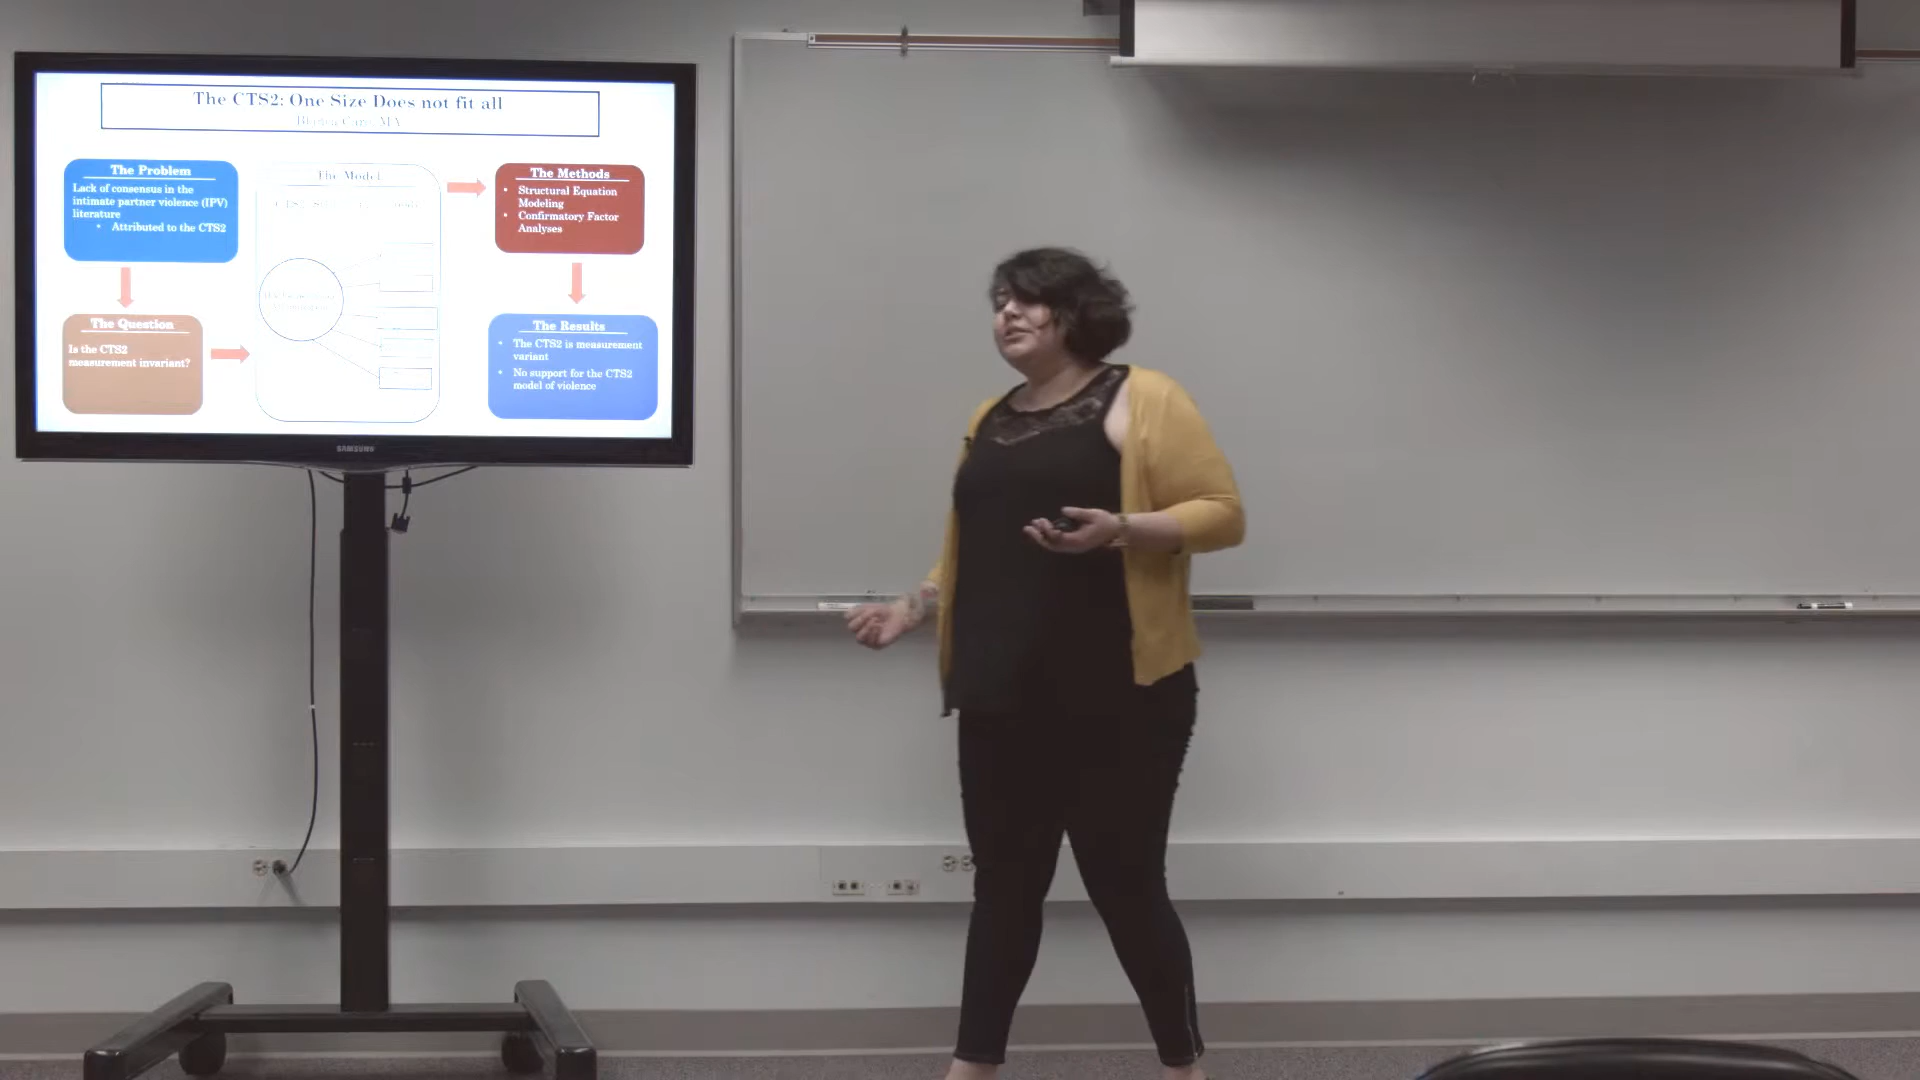 The CTS2: One Size Does not fit all
The Problem
Lack of consensus in the
intimate partner violence (IPV)
literature
• Attributed to the CTS2
The Question
Is the CTS2
measurement invariant?
The Model
The Methods
• Structural Equation
Modeling
• Confirmatory Factor
Analyses
The Results
• The CTS2 is measurement
variant
• No support for the CTS2
model of violence
SAMSUNG